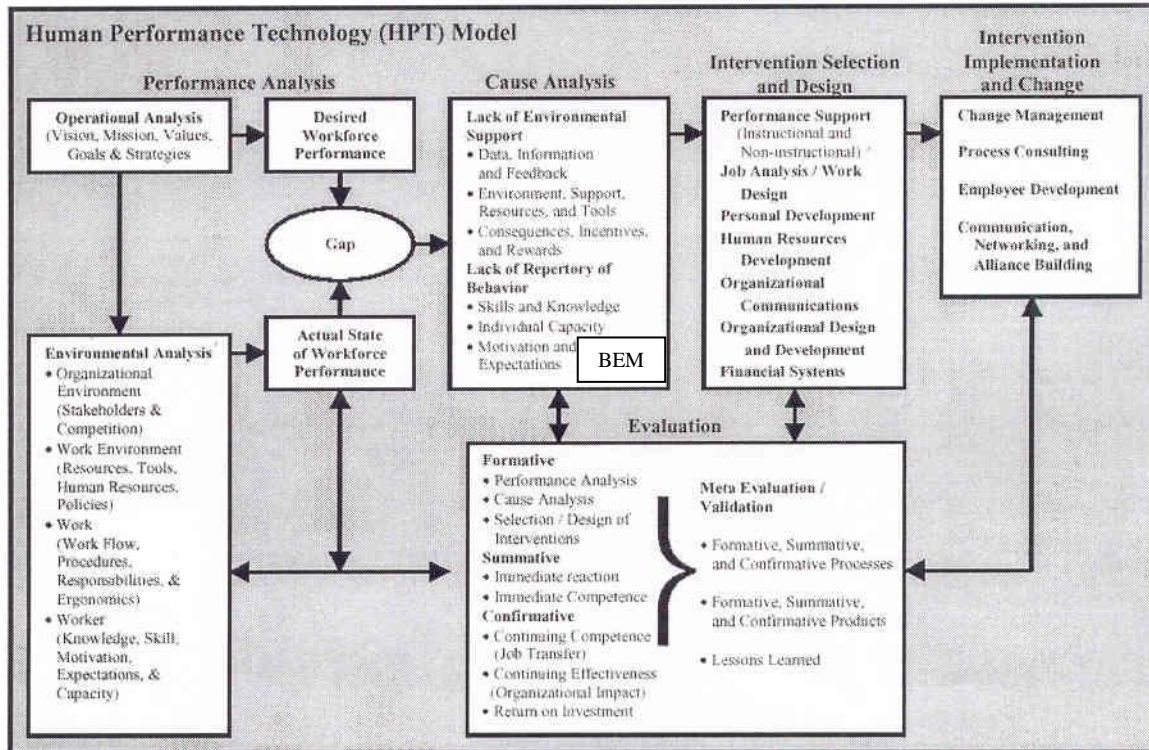 Human Performance Technology (HPT) Model
Performance Analysis
Operational Analysis
(Vision, Mission, Values,
Goals & Strategies
Desired
Workforce
Performance
Gap
Environmental Analysis
• Organizational
Environment
(Stakeholders &
Competition)
• Work Environment
(Resources, Tools,
Human Resources,
Policies)
• Work
(Work Flow,
Procedures,
Responsibilities, &
Ergonomics)
• Worker
(Knowledge, Skill,
Motivation,
Expectations, &
Capacity)
Actual State
of Workforce
Performance
Cause Analysis
Lack of Environmental
Support
• Data, Information
and Feedback
• Environment, Support,
Resources, and Tools
• Consequences, Incentives,
and Rewards
Lack of Repertory of
Behavior
• Skills and Knowledge
• Individual Capacity
• Motivation and
Expectations
BEM
Intervention Selection
and Design
Performance Support
(Instructional and
Non-instructional)
Job Analysis / Work
Design
Personal Development
Human Resources
Development
Organizational
Communications
Organizational Design
and Development
Financial Systems
Intervention
Implementation
and Change
Change Management
Process Consulting
Employee Development
Communication,
Networking, and
Alliance Building
Evaluation
Formative
• Performance Analysis
• Cause Analysis
• Selection / Design of
Interventions
Summative
• Immediate reaction
• Immediate Competence
Confirmative
• Continuing Competence
(Job Transfer)
• Continuing Effectiveness
(Organizational Impact)
• Return on Investment
Meta Evaluation /
Validation
• Formative, Summative,
and Confirmative Processes
• Formative, Summative,
and Confirmative Products
• Lessons Learned